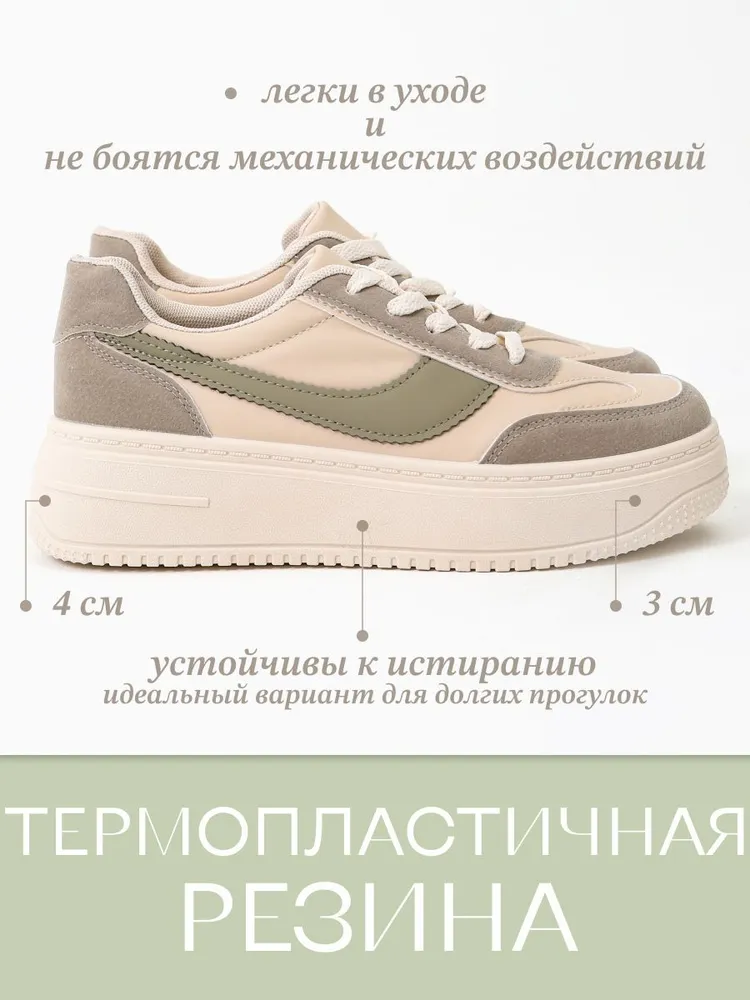 • легки в уходе
и
не боятся механических воздействий
• 4 см
• 3 см
устойчивы к истиранию
идеальный вариант для долгих прогулок
ТЕРМОПЛАСТИЧНАЯ
РЕЗИНА